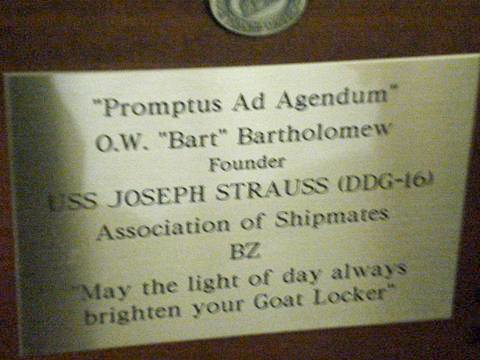 "Promptus Ad Agendum"
O.W. "Bart" Bartholomew
Founder
USS JOSEPH STRAUSS (DDG-16)
Association of Shipmates
BZ
"May the light of day always
brighten your Goat Locker"